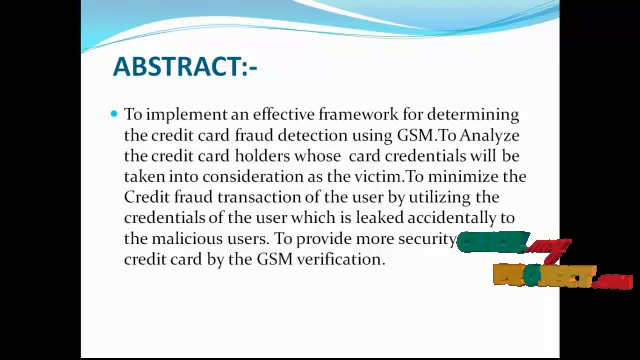 ABSTRACT:-
To implement an effective framework for determining
the credit card fraud detection using GSM.To Analyze
the credit card holders whose card credentials will be
taken into consideration as the victim.To minimize the
Credit fraud transaction of the user by utilizing the
credentials of the user which is leaked accidentally to
the malicious users. To provide more security
credit card by the GSM verification.
my
PROJECT.com